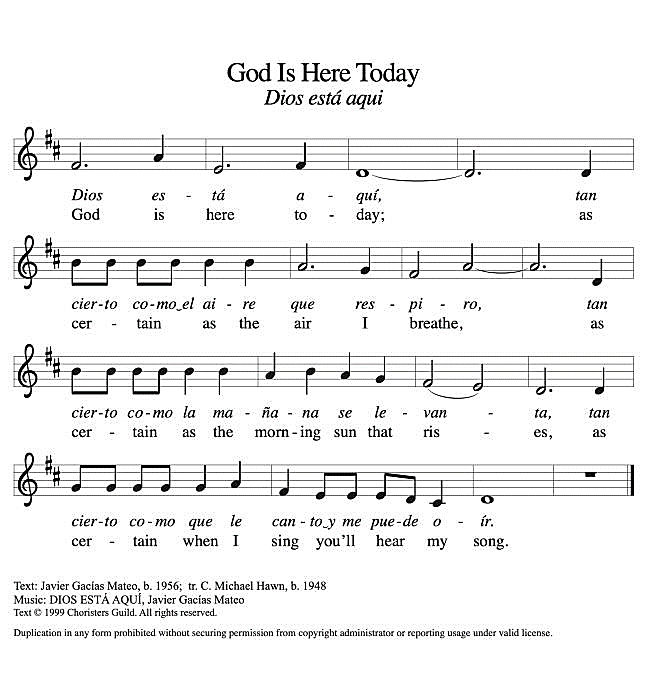 God Is Here Today
Dios está aqui
Dios es - tá a - quí, tan
God is here to - day; as
cier-to co-mo‿el ai - re que res - pi - ro, tan
cer - tain as the air I breathe, as
cier-to co-mo la ma-ña-na se le-van - ta, tan
cer - tain as the morn-ing sun that ris - es, as
cier-to co-mo que le can-to‿y me pue-de o - ír.
cer - tain when I sing you'll hear my song.
Text: Javier Gacías Mateo, b. 1956; tr. C. Michael Hawn, b. 1948
Music: DIOS ESTÁ AQUÍ, Javier Gacías Mateo
Text © 1999 Choristers Guild. All rights reserved.
Duplication in any form prohibited without securing permission from copyright administrator or reporting usage under valid license.